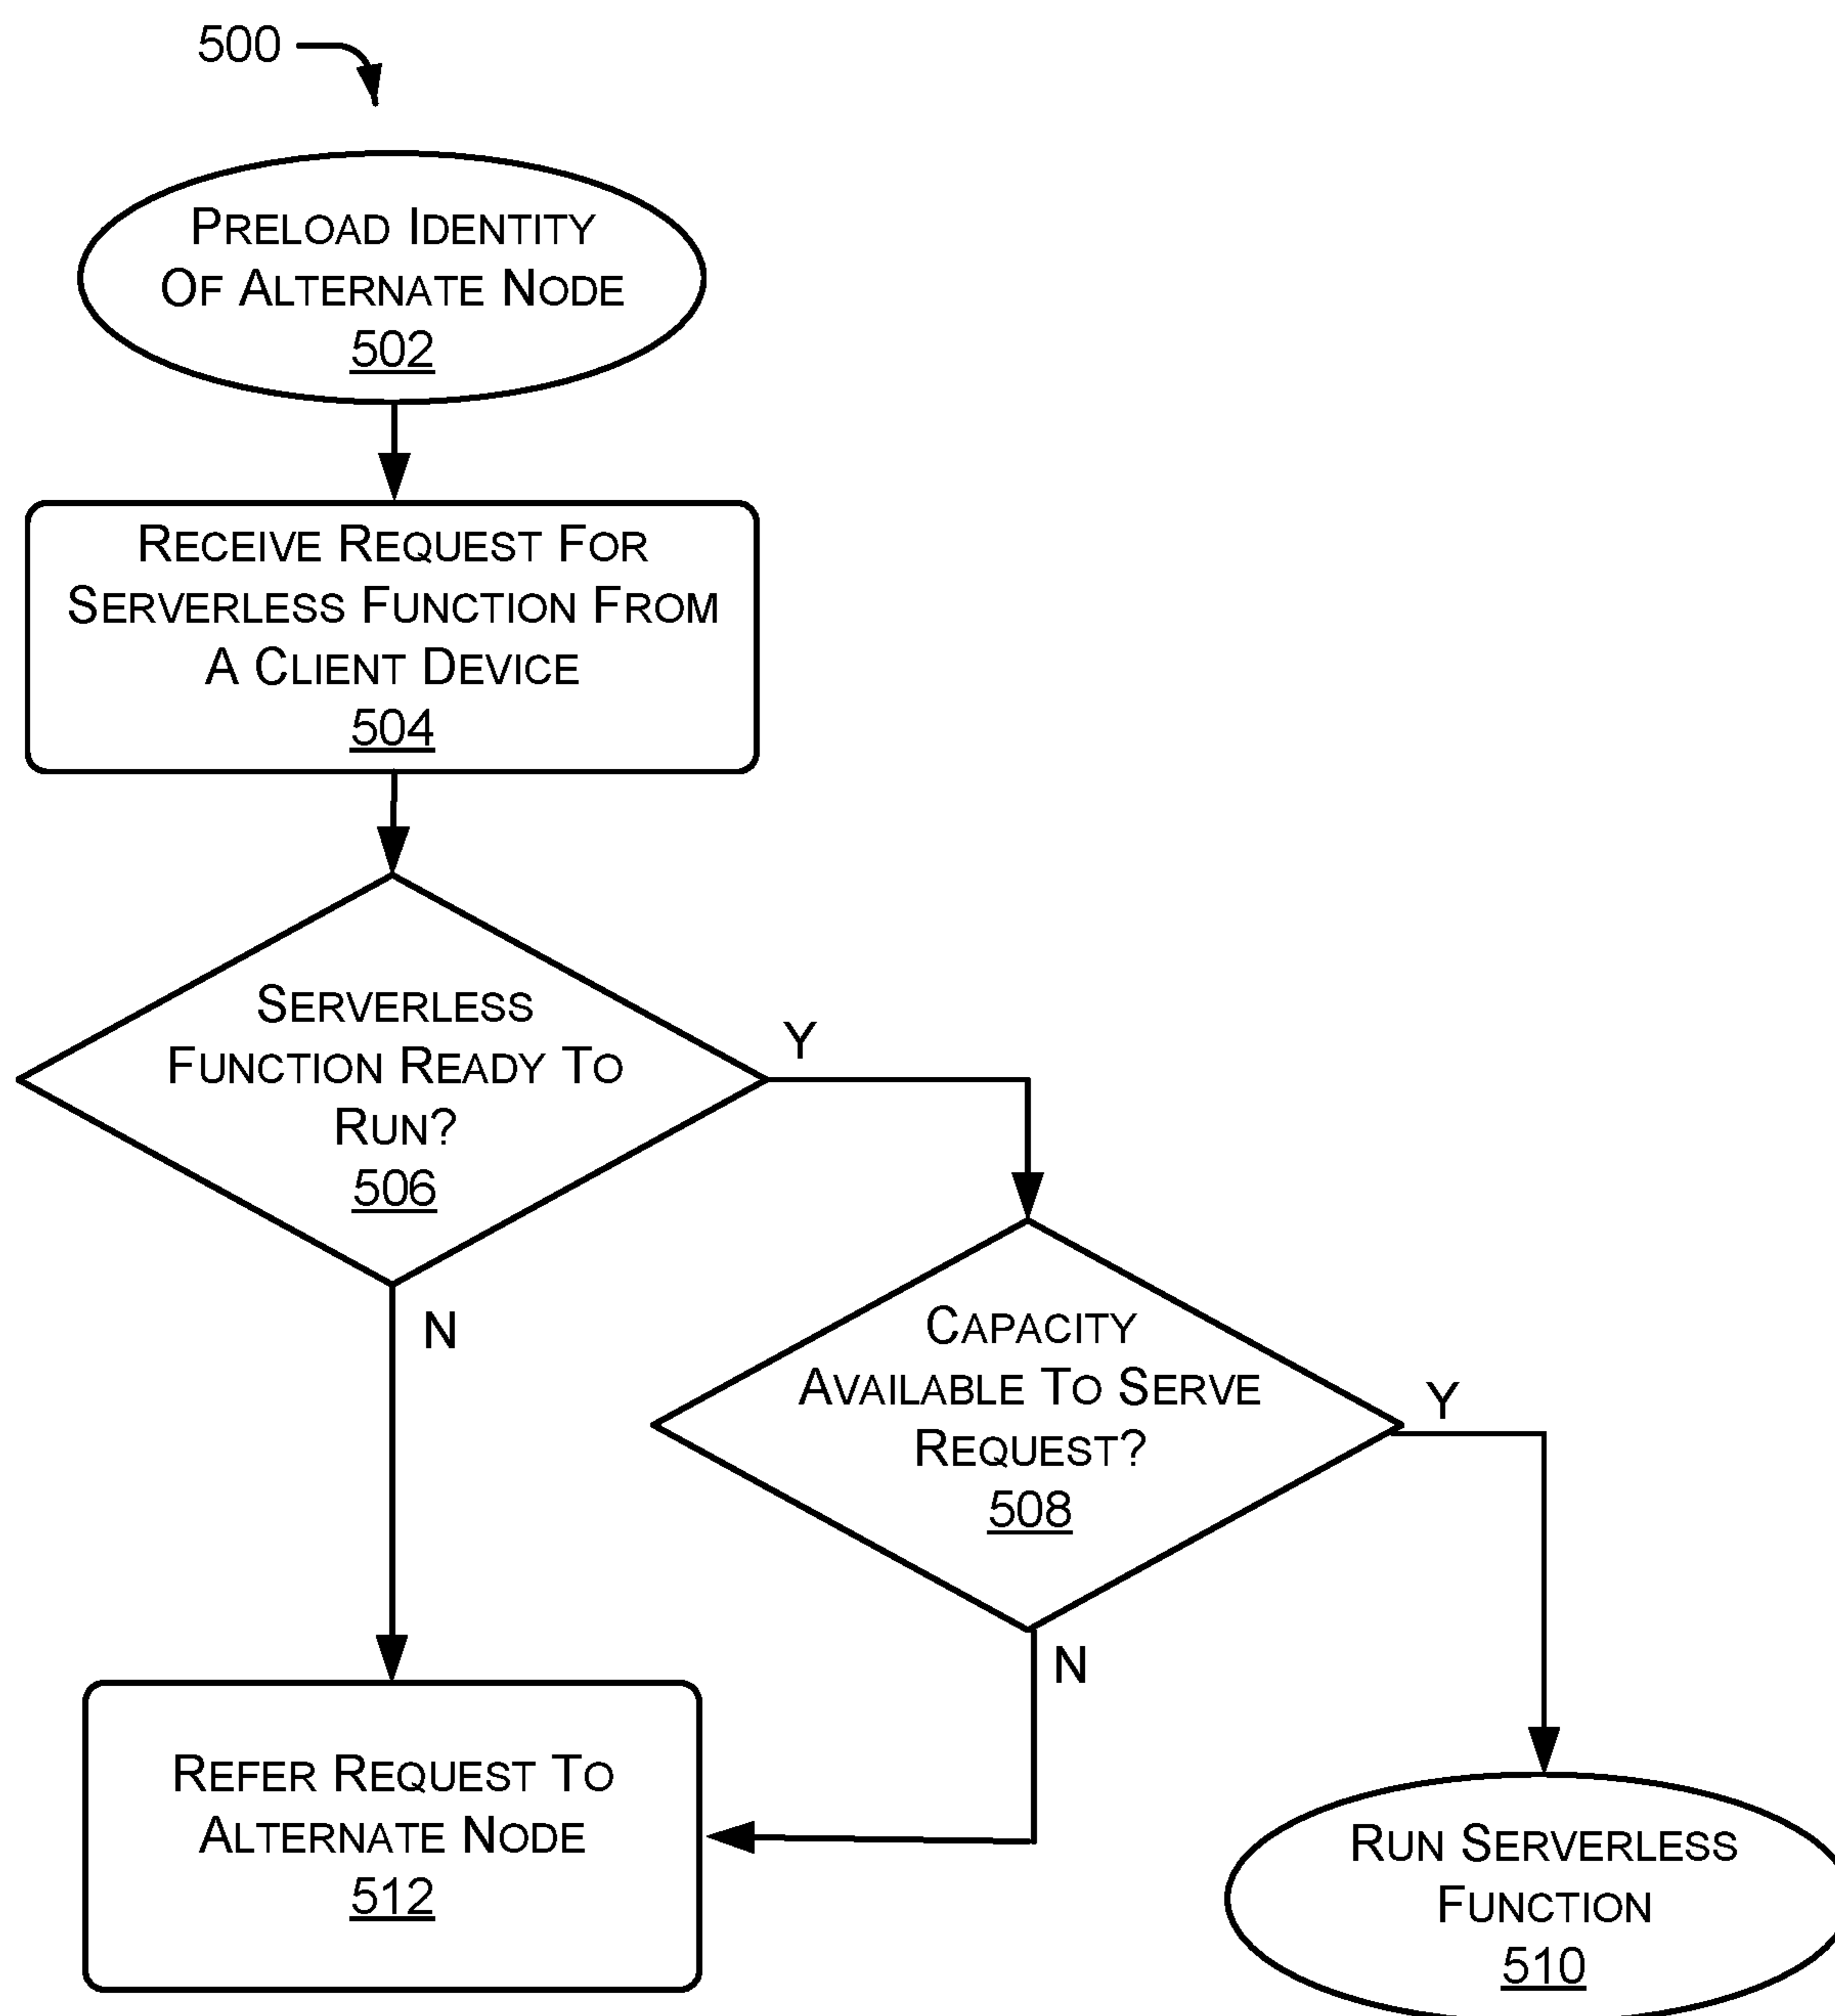 500
PRELOAD IDENTITY
OF ALTERNATE NODE
502
RECEIVE REQUEST FOR
SERVERLESS FUNCTION FROM
A CLIENT DEVICE
504
SERVERLESS
FUNCTION READY TO
RUN?
506
Y
N
CAPACITY
AVAILABLE TO SERVE
REQUEST?
508
Y
N
REFER REQUEST TO
ALTERNATE NODE
512
RUN SERVERLESS
FUNCTION
510